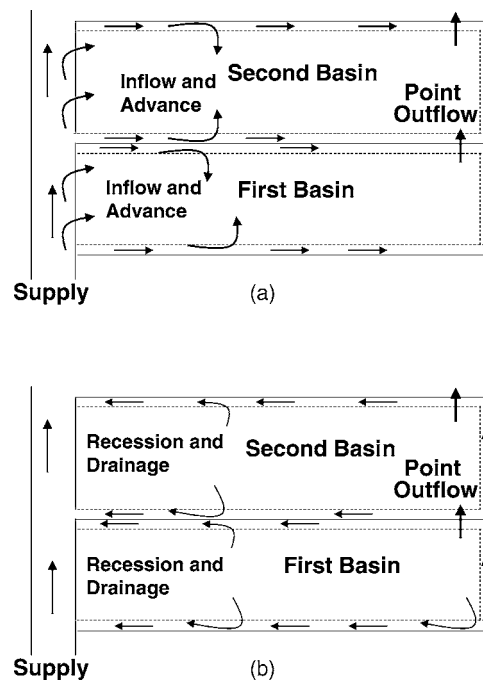 Second Basin
Inflow and
Advance
Point
Outflow
Inflow and
Advance
First Basin
Supply
(a)
Recession and
Drainage
Second Basin
Point
Outflow
Recession and
Drainage
First Basin
Supply
(b)